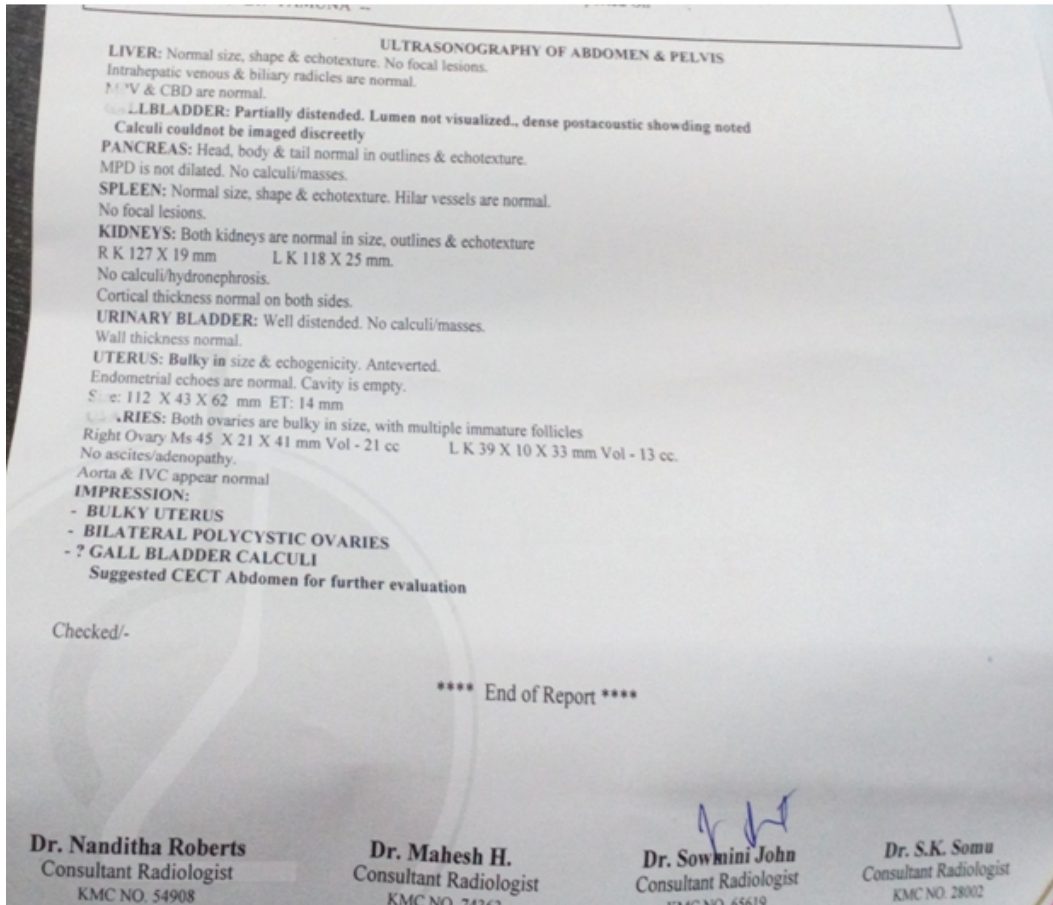 ULTRASONOGRAPHY OF ABDOMEN & PELVIS
LIVER: Normal size, shape & echotexture. No focal lesions.
Intrahepatic venous & biliary radicles are normal.
V & CBD are normal.
LLBLADDER: Partially distended. Lumen not visualized., dense postacoustic showding noted
Calculi couldnot be imaged discreetly
PANCREAS: Head, body & tail normal in outlines & echotexture.
MPD is not dilated. No calculi/masses.
SPLEEN: Normal size, shape & echotexture. Hilar vessels are normal.
No focal lesions.
KIDNEYS: Both kidneys are normal in size, outlines & echotexture
R K 127 X 19 mm L K 118 X 25 mm.
No calculi/hydronephrosis.
Cortical thickness normal on both sides.
URINARY BLADDER: Well distended. No calculi/masses.
Wall thickness normal.
UTERUS: Bulky in size & echogenicity. Anteverted.
Endometrial echoes are normal. Cavity is empty.
S e: 112 X 43 X 62 mm ET: 14 mm
ARIES: Both ovaries are bulky in size, with multiple immature follicles
Right Ovary Ms 45 X 21 X 41 mm Vol - 21 cc L K 39 X 10 X 33 mm Vol - 13 cc.
No ascites/adenopathy.
Aorta & IVC appear normal
IMPRESSION:
- BULKY UTERUS
- BILATERAL POLYCYSTIC OVARIES
- ? GALL BLADDER CALCULI
Suggested CECT Abdomen for further evaluation
Checked/-
**** End of Report ****
Dr. Nanditha Roberts
Consultant Radiologist
KMC NO. 54908
Dr. Mahesh H.
Consultant Radiologist
KMC NO.
Dr. Sowmini John
Consultant Radiologist
KMC NO. 65619
Dr. S.K. Somu
Consultant Radiologist
KMC NO. 28002